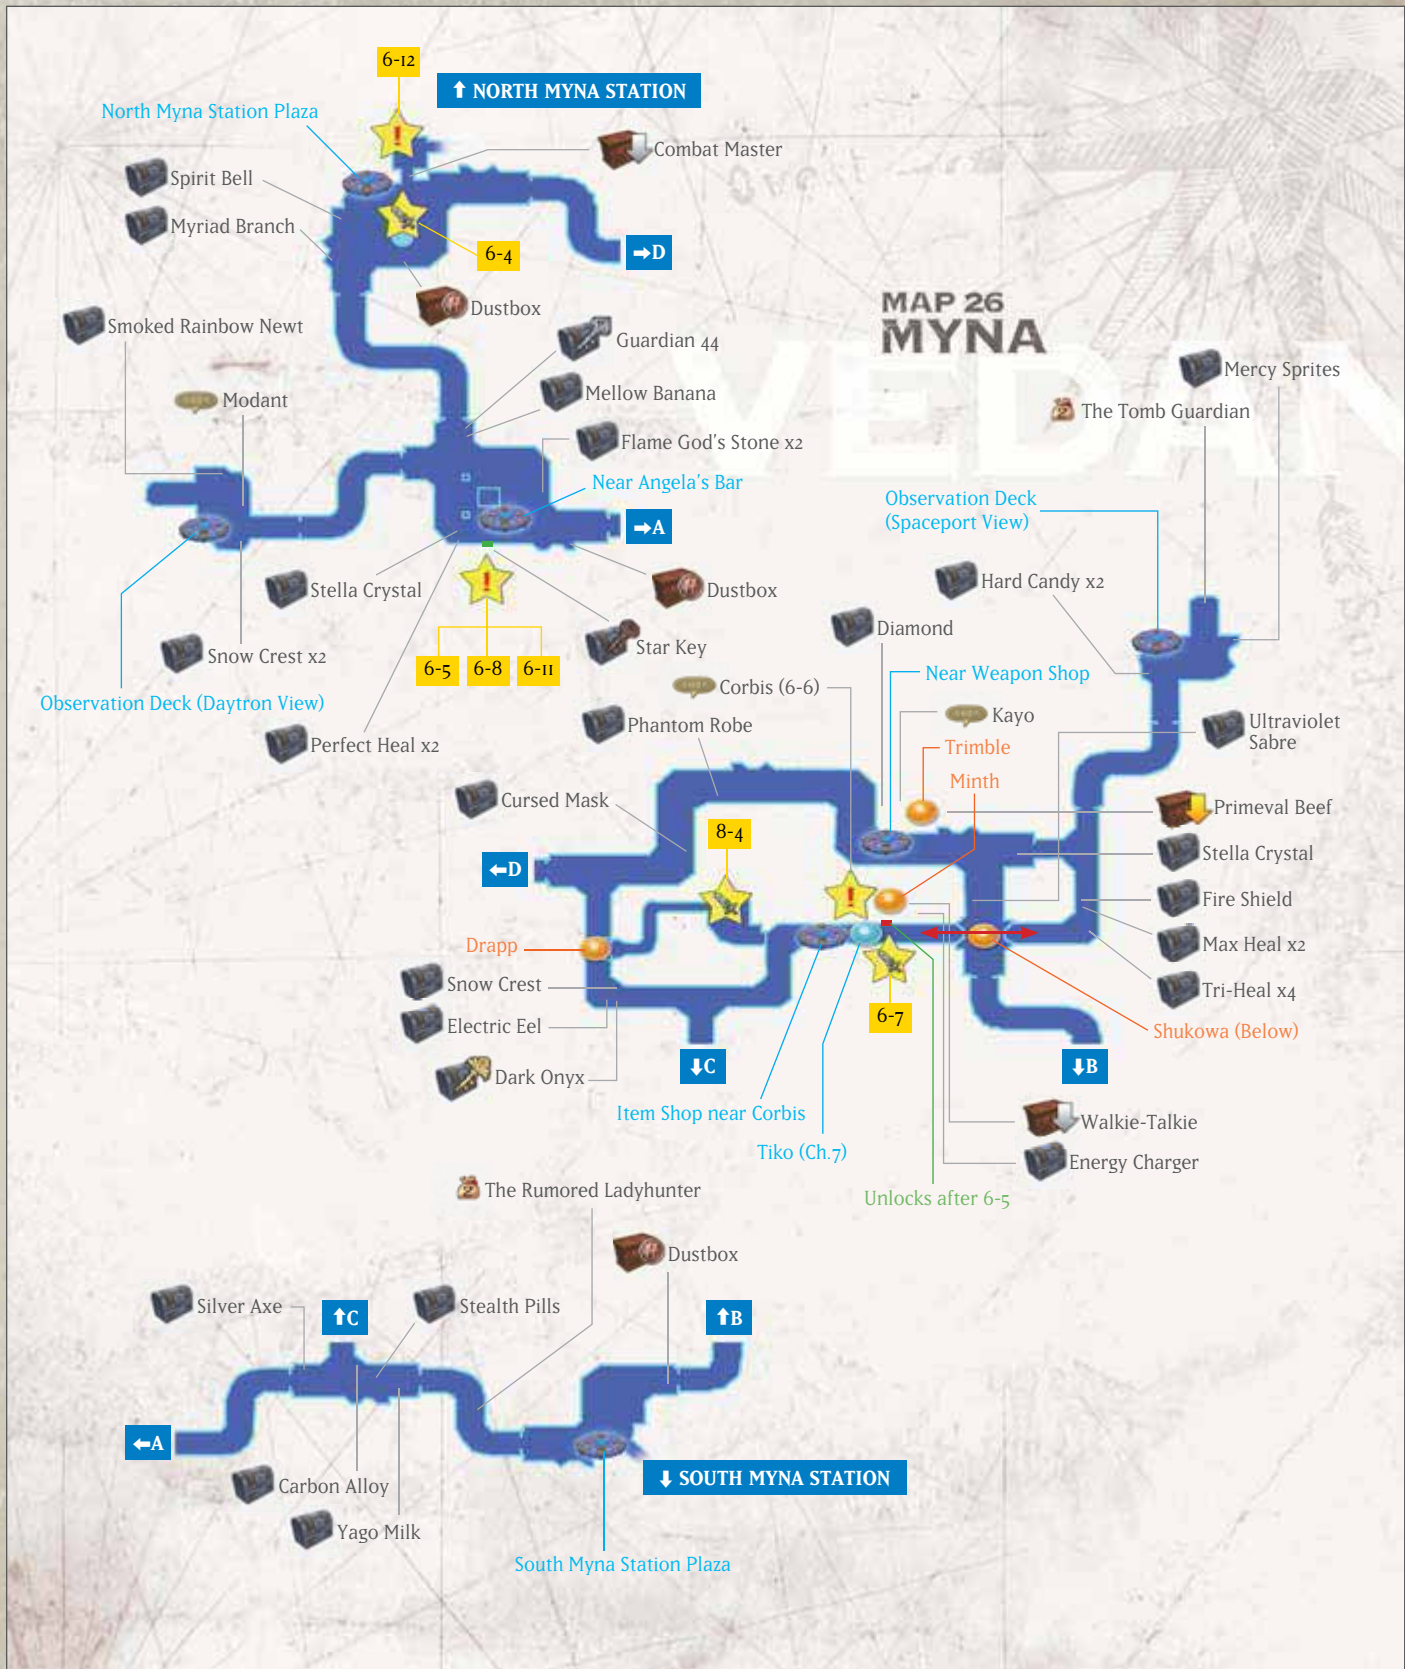 6-12
⬆ NORTH MYNA STATION
North Myna Station Plaza
Combat Master
Spirit Bell
Myriad Branch
6-4
➡D
Dustbox
MAP 26
MYNA
VEDAN
Smoked Rainbow Newt
Guardian 44
Mercy Sprites
Modant
Mellow Banana
The Tomb Guardian
Flame God's Stone x2
Near Angela's Bar
Observation Deck
(Spaceport View)
➡A
Stella Crystal
Dustbox
Hard Candy x2
Diamond
Star Key
Snow Crest x2
6-5
6-8
6-11
Corbis (6-6)
Near Weapon Shop
Observation Deck (Daytron View)
Perfect Heal x2
Phantom Robe
Kayo
Ultraviolet
Sabre
Trimble
Minth
Cursed Mask
Primeval Beef
8-4
Stella Crystal
⬅D
Fire Shield
Drapp
Max Heal x2
Snow Crest
Tri-Heal x4
Electric Eel
6-7
Shukowa (Below)
Dark Onyx
⬇C
⬇B
Item Shop near Corbis
Walkie-Talkie
Tiko (Ch.7)
Energy Charger
The Rumored Ladyhunter
Unlocks after 6-5
Dustbox
Silver Axe
⬆C
Stealth Pills
⬆B
⬅A
⬇ SOUTH MYNA STATION
Carbon Alloy
Yago Milk
South Myna Station Plaza